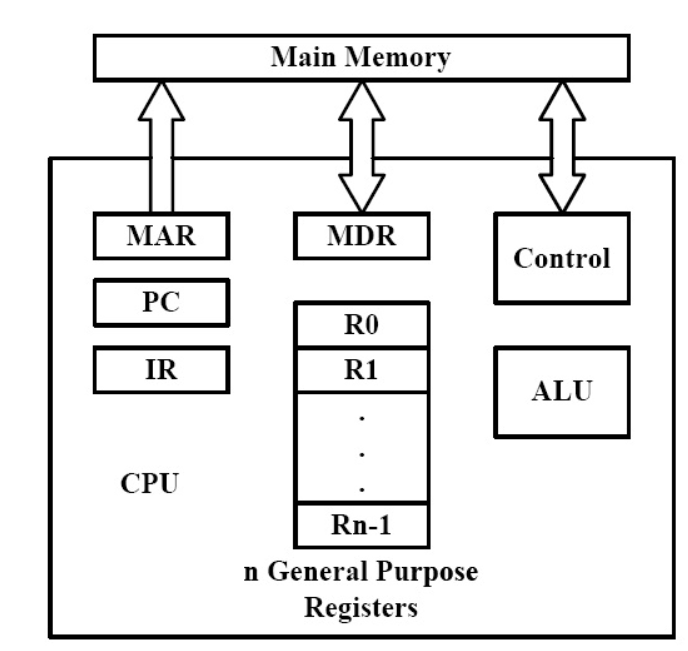 Main Memory
MAR
MDR
Control
PC
R0
IR
R1
ALU
.
.
.
CPU
Rn-1
n General Purpose
Registers